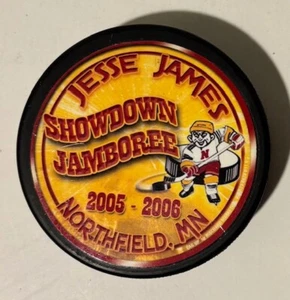 JESSE JAMES
SHOWDOWN
JAMBOREE
N
2005 - 2006
NORTHFIELD, MN